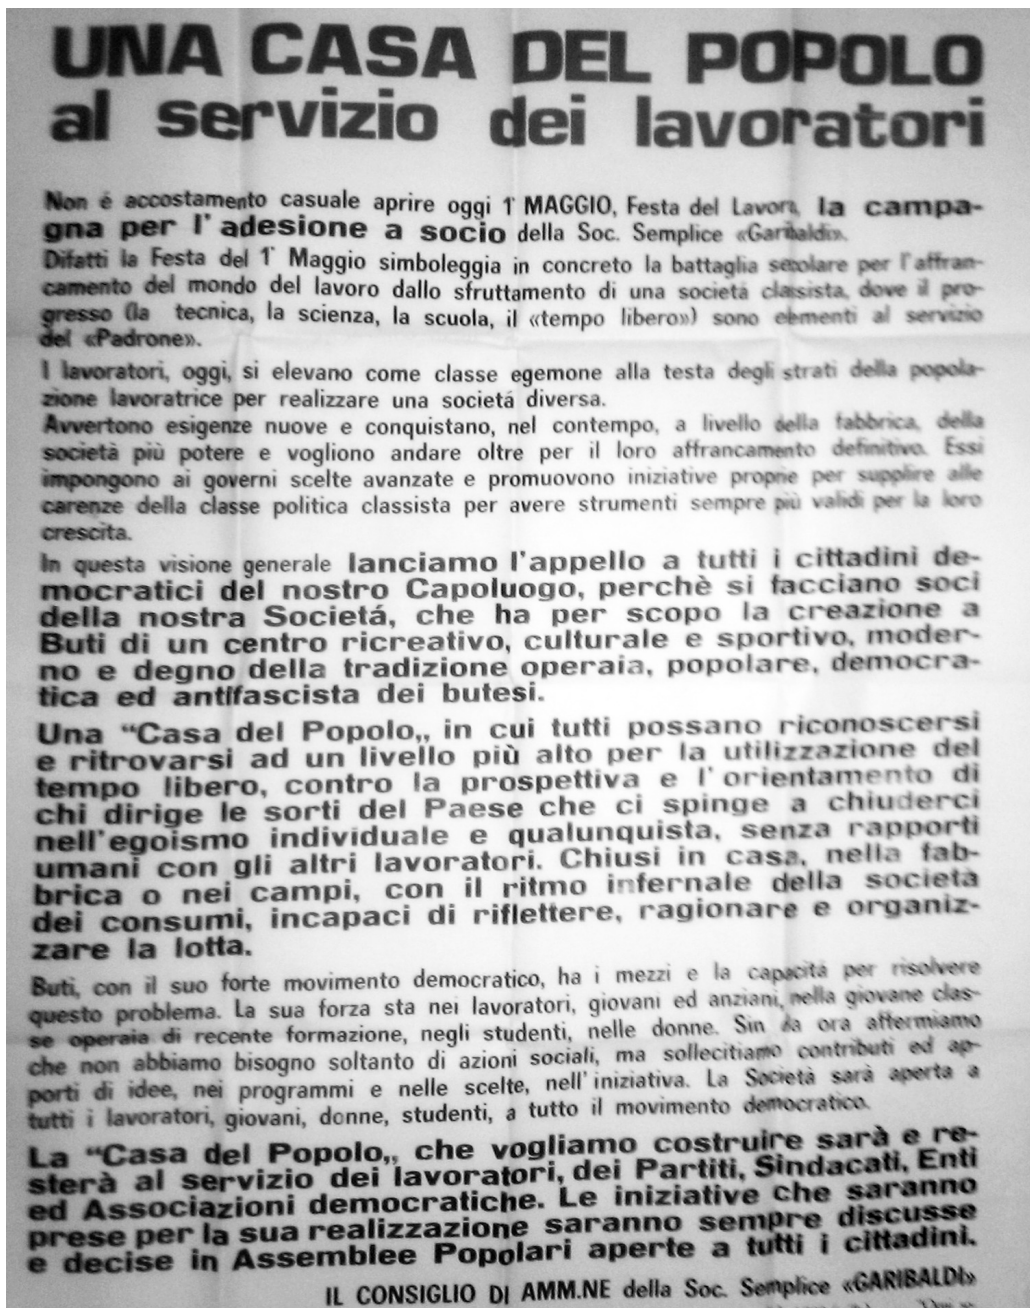 UNA CASA DEL POPOLO
al servizio dei lavoratori
Non é accostamento casuale aprire oggi 1° MAGGIO, Festa del Lavoro, la campa-
gna per l'adesione a socio della Soc. Semplice «Garibaldi».
Difatti la Festa del 1° Maggio simboleggia in concreto la battaglia secolare per l'affran-
camento del mondo del lavoro dallo sfruttamento di una societá classista, dove il pro-
gresso (la tecnica, la scienza, la scuola, il «tempo libero») sono elementi al servizio
del «Padrone».
I lavoratori, oggi, si elevano come classe egemone alla testa degli strati della popola-
zione lavoratrice per realizzare una societá diversa.
Avvertono esigenze nuove e conquistano, nel contempo, a livello della fabbrica, della
società più potere e vogliono andare oltre per il loro affrancamento definitivo. Essi
impongono ai governi scelte avanzate e promuovono iniziative proprie per supplire alle
carenze della classe politica classista per avere strumenti sempre più validi per la loro
crescita.
In questa visione generale lanciamo l'appello a tutti i cittadini de-
mocratici del nostro Capoluogo, perchè si facciano soci
della nostra Societá, che ha per scopo la creazione a
Buti di un centro ricreativo, culturale e sportivo, moder-
no e degno della tradizione operaia, popolare, democra-
tica ed antifascista dei butesi.
Una “Casa del Popolo„ in cui tutti possano riconoscersi
e ritrovarsi ad un livello più alto per la utilizzazione del
tempo libero, contro la prospettiva e l'orientamento di
chi dirige le sorti del Paese che ci spinge a chiuderci
nell'egoismo individuale e qualunquista, senza rapporti
umani con gli altri lavoratori. Chiusi in casa, nella fab-
brica o nei campi, con il ritmo infernale della società
dei consumi, incapaci di riflettere, ragionare e organiz-
zare la lotta.
Buti, con il suo forte movimento democratico, ha i mezzi e la capacitá per risolvere
questo problema. La sua forza sta nei lavoratori, giovani ed anziani, nella giovane clas-
se operaia di recente formazione, negli studenti, nelle donne. Sin da ora affermiamo
che non abbiamo bisogno soltanto di azioni sociali, ma sollecitiamo contributi ed ap-
porti di idee, nei programmi e nelle scelte, nell'iniziativa. La Società sarà aperta a
tutti i lavoratori, giovani, donne, studenti, a tutto il movimento democratico.
La “Casa del Popolo„ che vogliamo costruire sarà e re-
sterà al servizio dei lavoratori, dei Partiti, Sindacati, Enti
ed Associazioni democratiche. Le iniziative che saranno
prese per la sua realizzazione saranno sempre discusse
e decise in Assemblee Popolari aperte a tutti i cittadini.
IL CONSIGLIO DI AMM.NE della Soc. Semplice «GARIBALDI»